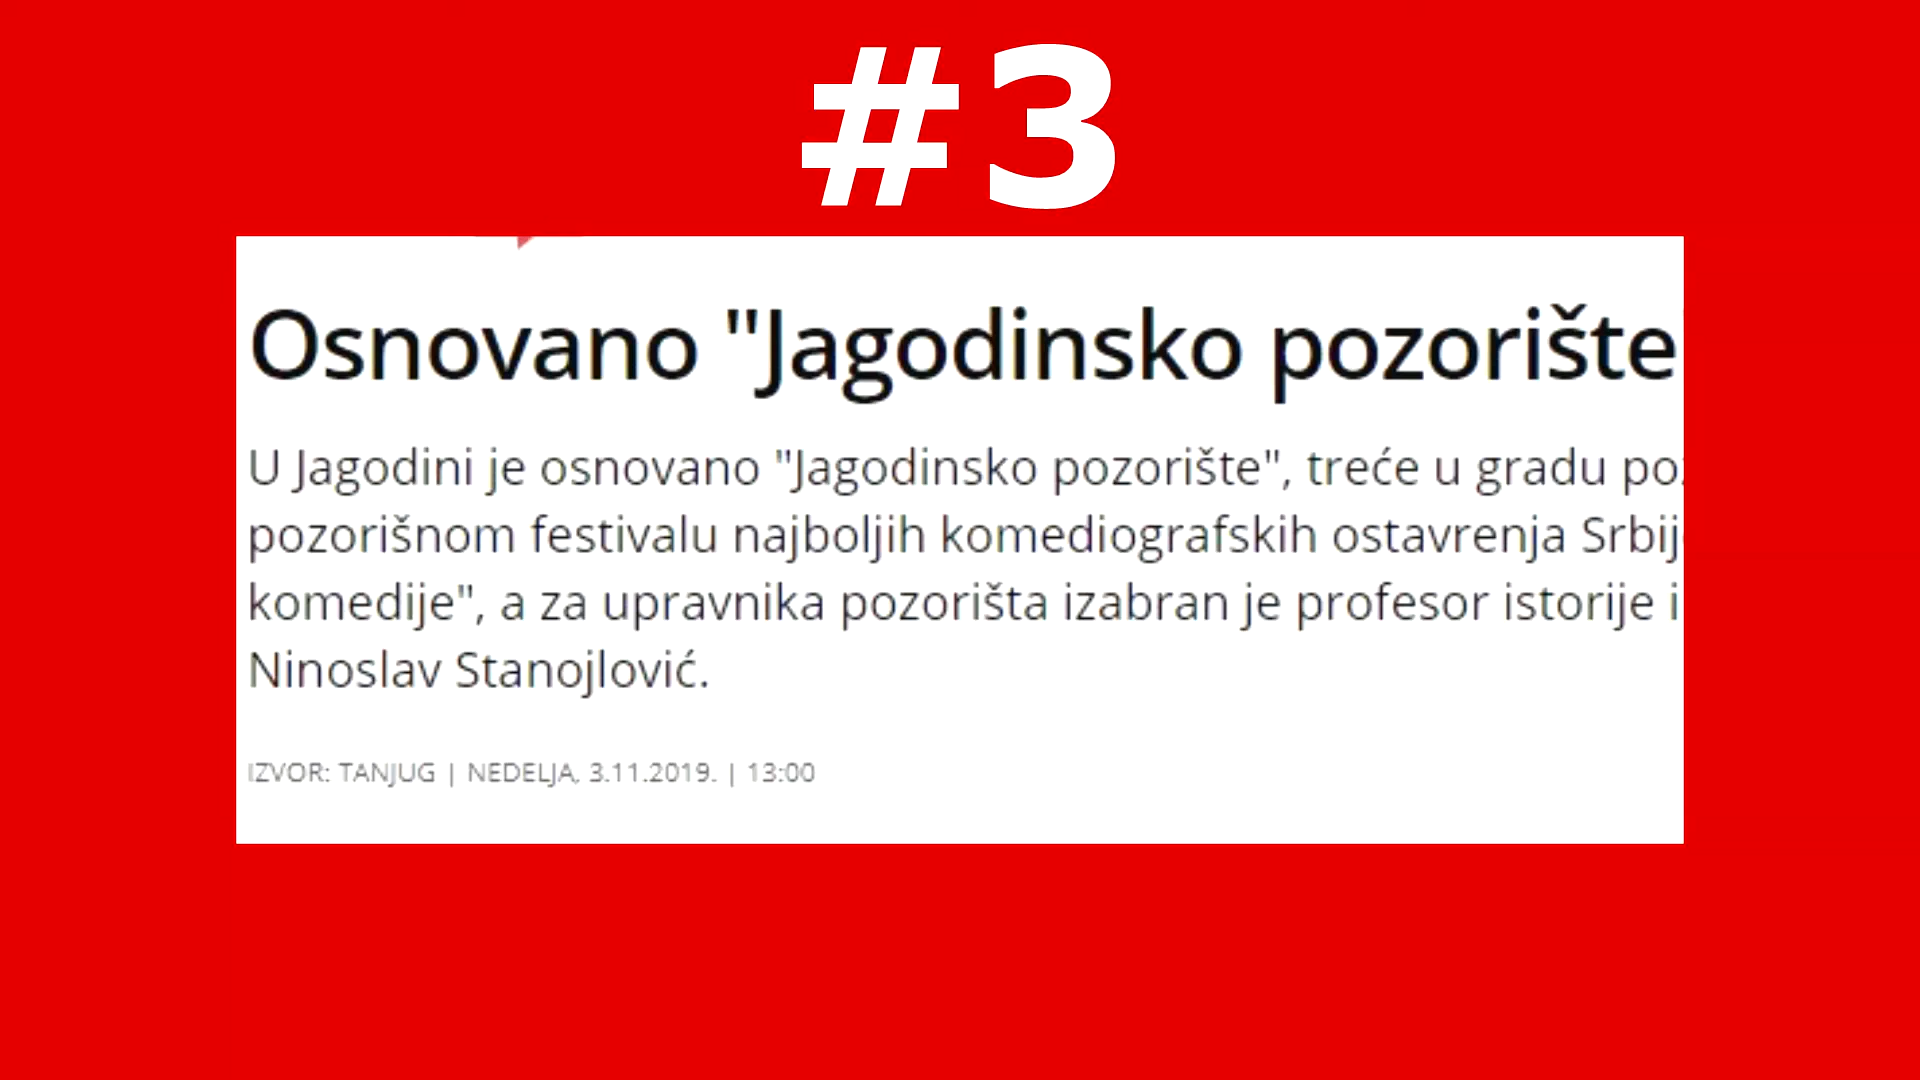 #3
Osnovano "Jagodinsko pozorište
U Jagodini je osnovano "Jagodinsko pozorište", treće u gradu
pozorišnom festivalu najboljih komediografskih ostavrenja
komedije", a za upravnika pozorišta izabran je profesor istorije i
Ninoslav Stanojlović.
IZVOR: TANJUG | NEDELJA, 3.11.2019. | 13:00